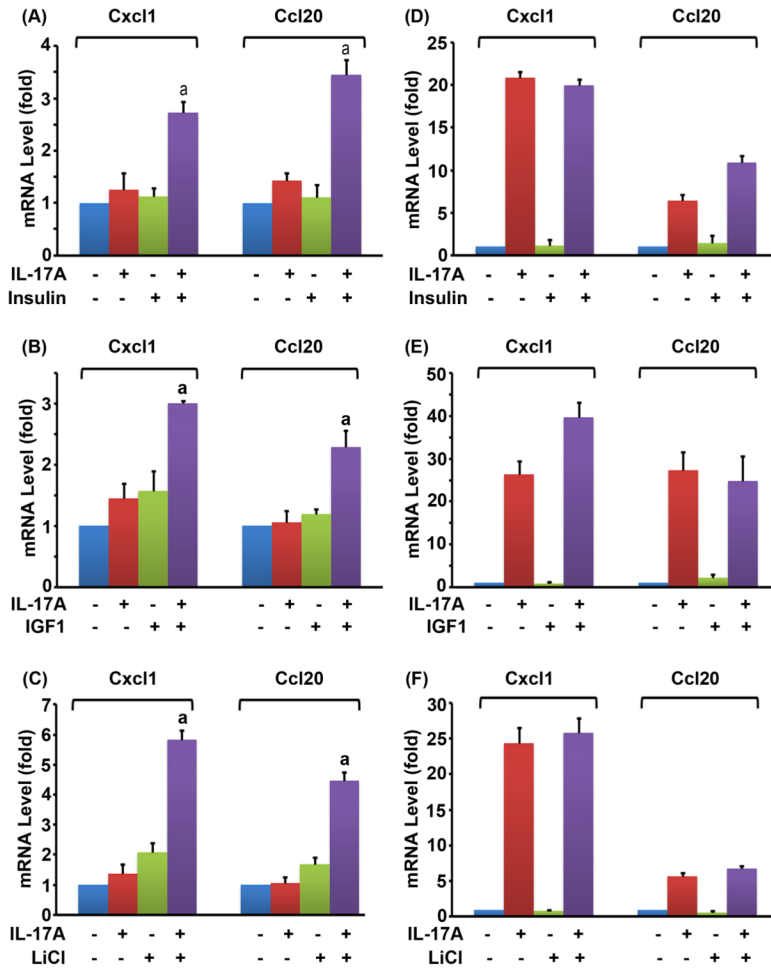 (A)
Cxcl1 Ccl20
mRNA Level (fold)
4
3
2
1
0
a a
IL-17A - + - + - + - +
Insulin - - + + - - + +
(D)
Cxcl1 Ccl20
mRNA Level (fold)
25
20
15
10
5
0
IL-17A - + - + - + - +
Insulin - - + + - - + +
(B)
Cxcl1 Ccl20
mRNA Level (fold)
3
2
1
0
a a
IL-17A - + - + - + - +
IGF1 - - + + - - + +
(E)
Cxcl1 Ccl20
mRNA Level (fold)
50
40
30
20
10
0
IL-17A - + - + - + - +
IGF1 - - + + - - + +
(C)
Cxcl1 Ccl20
mRNA Level (fold)
7
6
5
4
3
2
1
0
a a
IL-17A - + - + - + - +
LiCl - - + + - - + +
(F)
Cxcl1 Ccl20
mRNA Level (fold)
30
25
20
15
10
5
0
IL-17A - + - + - + - +
LiCl - - + + - - + +